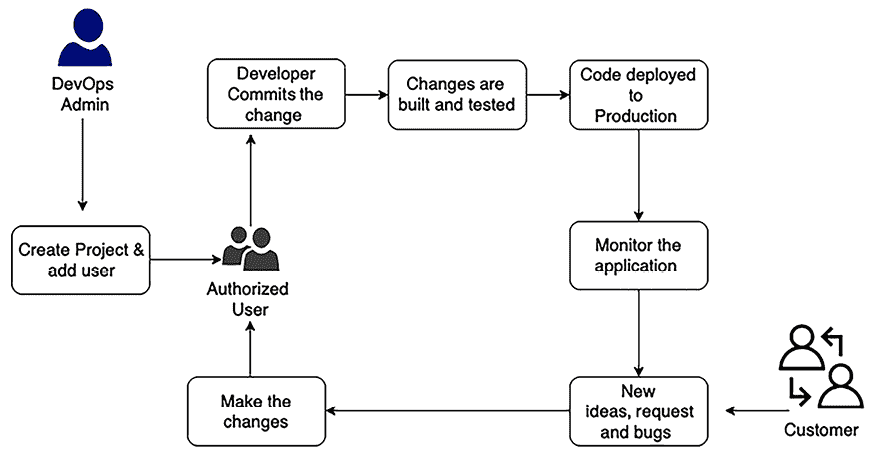 DevOps
Admin
Developer
Commits the
change
Changes are
built and tested
Code deployed
to
Production
Create Project &
add user
Authorized
User
Monitor the
application
Make the
changes
New
ideas, request
and bugs
Customer